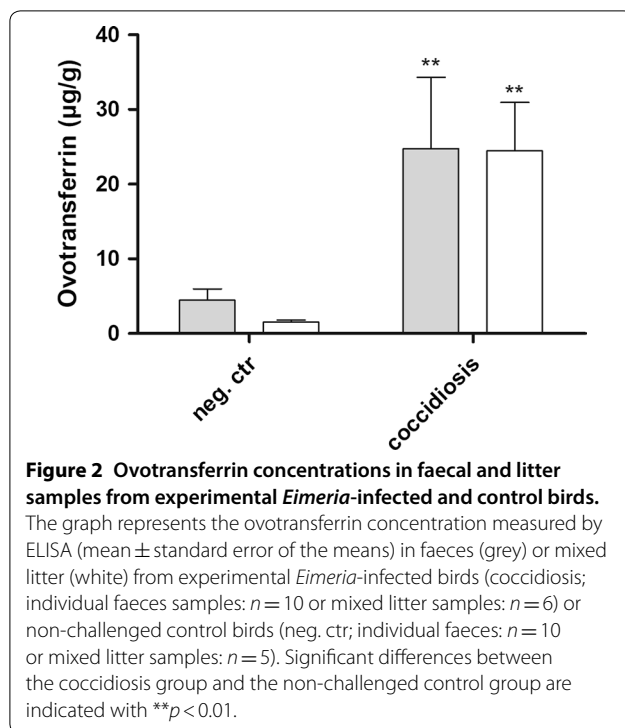 40
**
**
30
20
10
0
Ovotransferrin (µg/g)
neg. ctr
coccidiosis
Figure 2 Ovotransferrin concentrations in faecal and litter
samples from experimental Eimeria-infected and control birds.
The graph represents the ovotransferrin concentration measured by
ELISA (mean ± standard error of the means) in faeces (grey) or mixed
litter (white) from experimental Eimeria-infected birds (coccidiosis;
individual faeces samples: n = 10 or mixed litter samples: n = 6) or
non-challenged control birds (neg. ctr; individual faeces: n = 10
or mixed litter samples: n = 5). Significant differences between
the coccidiosis group and the non-challenged control group are
indicated with **p < 0.01.